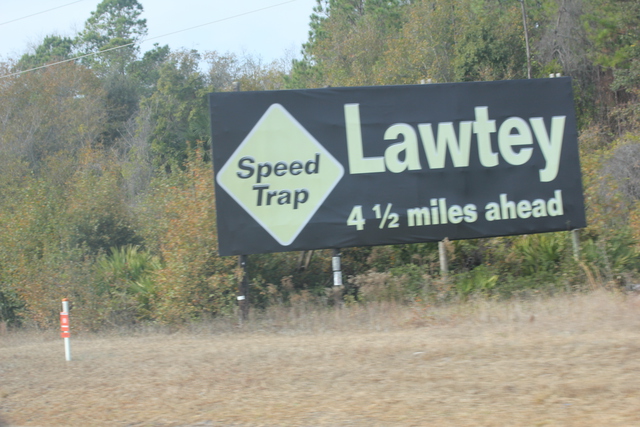 Speed
Trap
Lawtey
4 ½ miles ahead